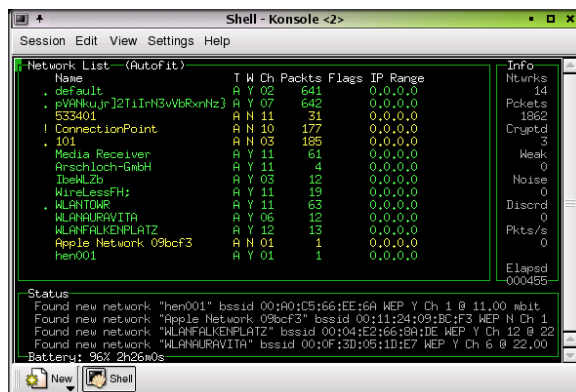 Shell - Konsole <2>
Session Edit View Settings Help
Network List—(Autofit)
Name T W Ch Packts Flags IP Range
. default A Y 02 641 0.0.0.0
. pVANkujr]2TiIrN3vVbRxnNz} A Y 07 642 0.0.0.0
533401 A N 11 31 0.0.0.0
! ConnectionPoint A N 10 177 0.0.0.0
. 101 A N 03 185 0.0.0.0
Media Receiver A Y 11 61 0.0.0.0
Arschloch-GmbH A Y 11 4 0.0.0.0
IbeWLZb A Y 03 12 0.0.0.0
WireLessFH; A Y 11 19 0.0.0.0
. WLANTOWR A Y 11 63 0.0.0.0
WLANAURAVITA A Y 06 12 0.0.0.0
WLANFALKENPLATZ A Y 12 13 0.0.0.0
Apple Network 09bcf3 A N 01 1 0.0.0.0
hen001 A Y 01 1 0.0.0.0
Info
Ntwrks
14
Pckets
1862
Cryptd
3
Weak
0
Noise
0
Discrd
0
Pkts/s
0
Elapsd
000455
Status
Found new network "hen001" bssid 00:A0:C5:66:EE:6A WEP Y Ch 1 @ 11.00 mbit
Found new network "Apple Network 09bcf3" bssid 00:11:24:09:BC:F3 WEP N Ch 1
Found new network "WLANFALKENPLATZ" bssid 00:04:E2:66:8A:DE WEP Y Ch 12 @ 22
Found new network "WLANAURAVITA" bssid 00:0F:3D:05:1D:E7 WEP Y Ch 6 @ 22.00
Battery: 96% 2h26m0s
New Shell